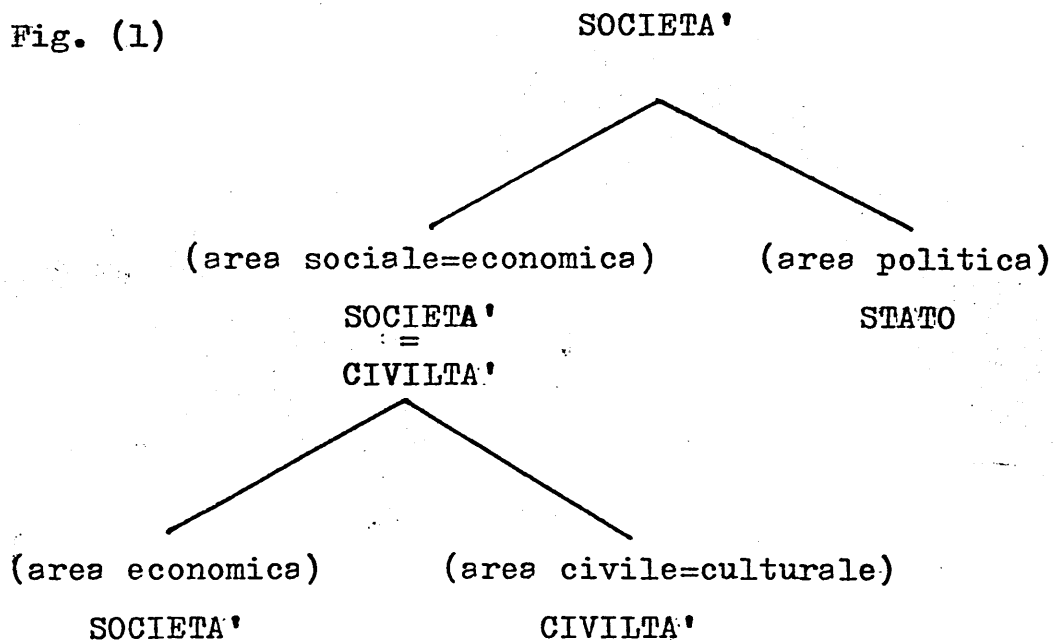 Fig. (1)
SOCIETA'
(area sociale=economica)
(area politica)
SOCIETA'
=
CIVILTA'
STATO
(area economica)
(area civile=culturale)
SOCIETA'
CIVILTA'